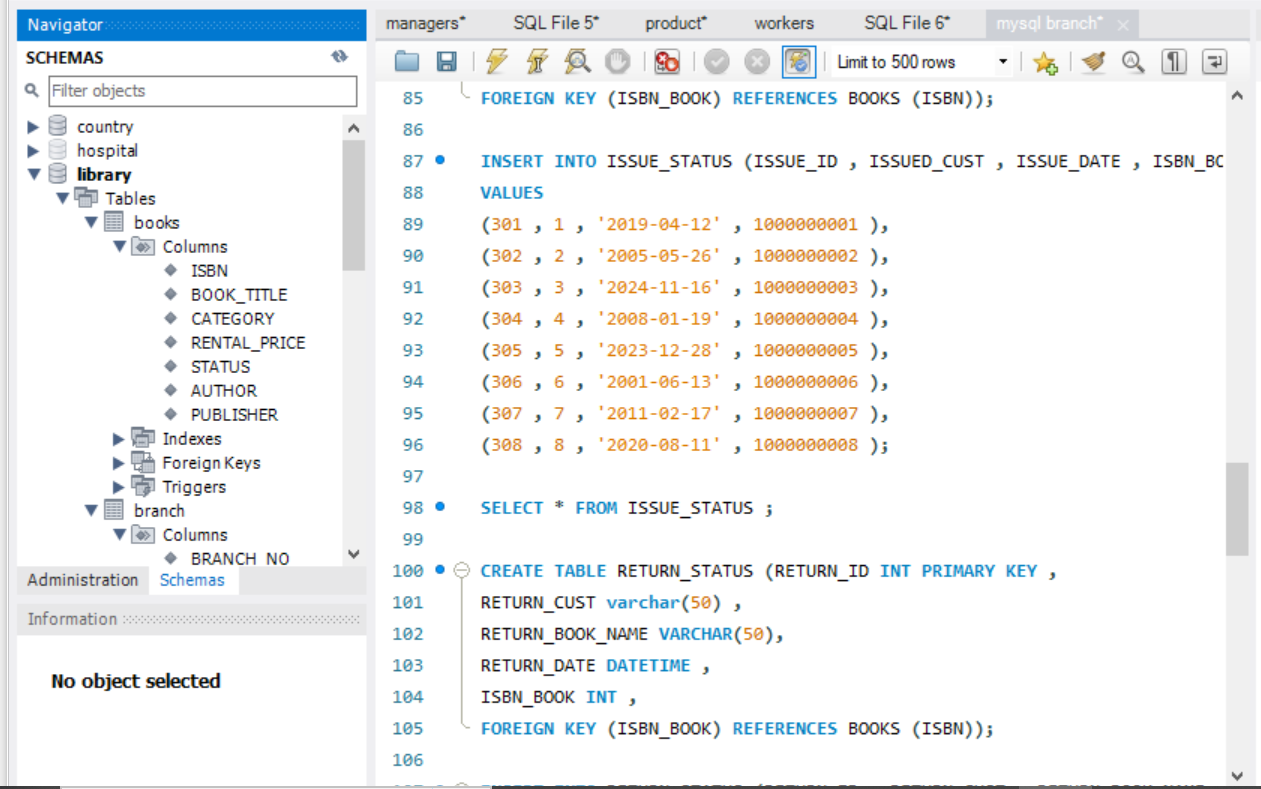 Navigator
SCHEMAS
Filter objects
country
hospital
library
Tables
books
Columns
ISBN
BOOK_TITLE
CATEGORY
RENTAL_PRICE
STATUS
AUTHOR
PUBLISHER
Indexes
Foreign Keys
Triggers
branch
Columns
BRANCH_NO
Administration Schemas
Information
No object selected
managers* SQL File 5* product* workers SQL File 6* mysql branch*
Limit to 500 rows
85 FOREIGN KEY (ISBN_BOOK) REFERENCES BOOKS (ISBN));
86
87 INSERT INTO ISSUE_STATUS (ISSUE_ID , ISSUED_CUST , ISSUE_DATE , ISBN_BO
88 VALUES
89 (301 , 1 , '2019-04-12' , 1000000001 ),
90 (302 , 2 , '2005-05-26' , 1000000002 ),
91 (303 , 3 , '2024-11-16' , 1000000003 ),
92 (304 , 4 , '2008-01-19' , 1000000004 ),
93 (305 , 5 , '2023-12-28' , 1000000005 ),
94 (306 , 6 , '2001-06-13' , 1000000006 ),
95 (307 , 7 , '2011-02-17' , 1000000007 ),
96 (308 , 8 , '2020-08-11' , 1000000008 );
97
98 SELECT * FROM ISSUE_STATUS ;
99
100 CREATE TABLE RETURN_STATUS (RETURN_ID INT PRIMARY KEY ,
101 RETURN_CUST varchar(50) ,
102 RETURN_BOOK_NAME VARCHAR(50),
103 RETURN_DATE DATETIME ,
104 ISBN_BOOK INT ,
105 FOREIGN KEY (ISBN_BOOK) REFERENCES BOOKS (ISBN));
106